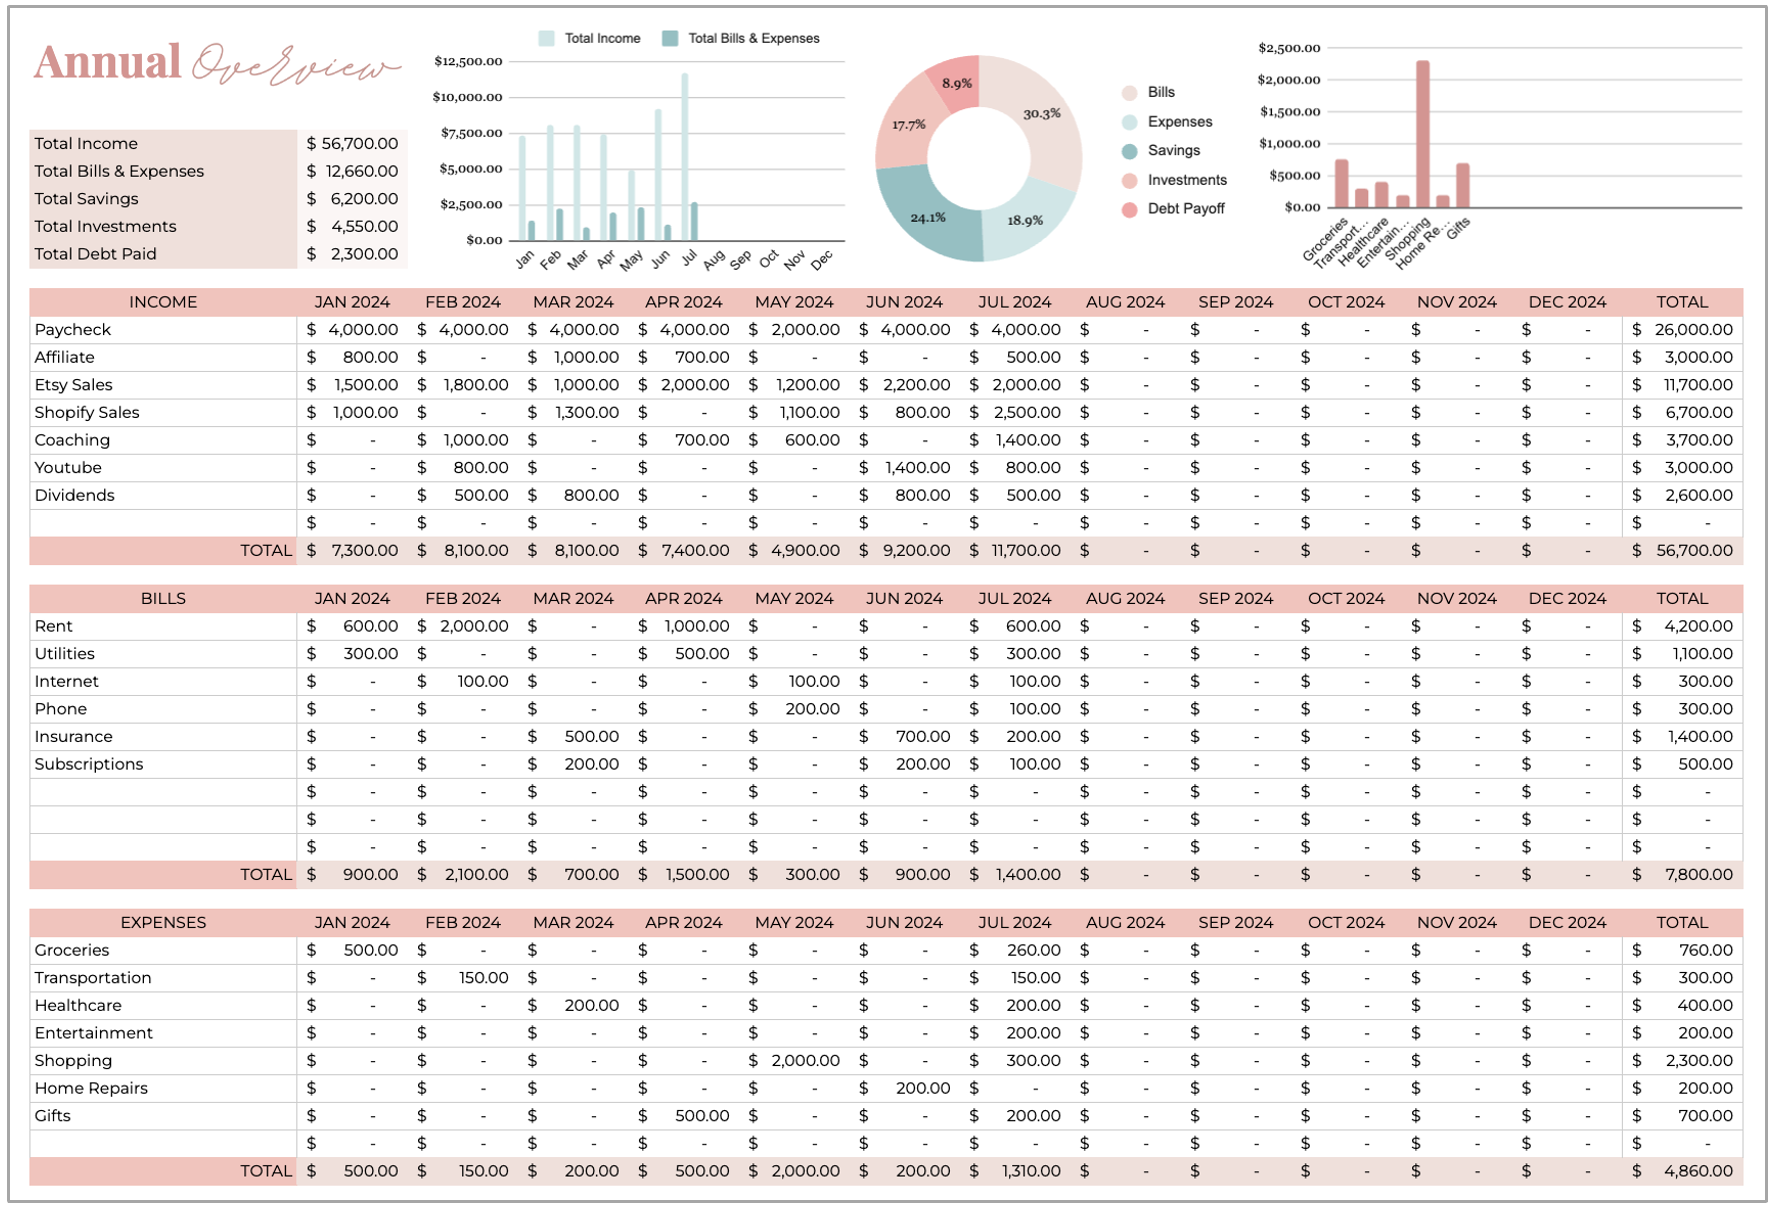 Annual Overview
Total Income $ 56,700.00
Total Bills & Expenses $ 12,660.00
Total Savings $ 6,200.00
Total Investments $ 4,550.00
Total Debt Paid $ 2,300.00
Total Income Total Bills & Expenses
$12,500.00
$10,000.00
$7,500.00
$5,000.00
$2,500.00
$0.00
Jan Feb Mar Apr May Jun Jul Aug Sep Oct Nov Dec
8.9%
30.3%
17.7%
24.1%
18.9%
Bills
Expenses
Savings
Investments
Debt Payoff
$2,500.00
$2,000.00
$1,500.00
$1,000.00
$500.00
$0.00
Groceries Transport... Healthcare Entertain... Shopping Home Re... Gifts
INCOME JAN 2024 FEB 2024 MAR 2024 APR 2024 MAY 2024 JUN 2024 JUL 2024 AUG 2024 SEP 2024 OCT 2024 NOV 2024 DEC 2024 TOTAL
Paycheck $ 4,000.00 $ 4,000.00 $ 4,000.00 $ 4,000.00 $ 2,000.00 $ 4,000.00 $ 4,000.00 $ - $ - $ - $ - $ - $ 26,000.00
Affiliate $ 800.00 $ - $ 1,000.00 $ 700.00 $ - $ - $ 500.00 $ - $ - $ - $ - $ - $ 3,000.00
Etsy Sales $ 1,500.00 $ 1,800.00 $ 1,000.00 $ 2,000.00 $ 1,200.00 $ 2,200.00 $ 2,000.00 $ - $ - $ - $ - $ - $ 11,700.00
Shopify Sales $ 1,000.00 $ - $ 1,300.00 $ - $ 1,100.00 $ 800.00 $ 2,500.00 $ - $ - $ - $ - $ - $ 6,700.00
Coaching $ - $ 1,000.00 $ - $ 700.00 $ 600.00 $ - $ 1,400.00 $ - $ - $ - $ - $ - $ 3,700.00
Youtube $ - $ 800.00 $ - $ - $ - $ 1,400.00 $ 800.00 $ - $ - $ - $ - $ - $ 3,000.00
Dividends $ - $ 500.00 $ 800.00 $ - $ - $ 800.00 $ 500.00 $ - $ - $ - $ - $ - $ 2,600.00
$ - $ - $ - $ - $ - $ - $ - $ - $ - $ - $ - $ - $ -
TOTAL $ 7,300.00 $ 8,100.00 $ 8,100.00 $ 7,400.00 $ 4,900.00 $ 9,200.00 $ 11,700.00 $ - $ - $ - $ - $ - $ 56,700.00
BILLS JAN 2024 FEB 2024 MAR 2024 APR 2024 MAY 2024 JUN 2024 JUL 2024 AUG 2024 SEP 2024 OCT 2024 NOV 2024 DEC 2024 TOTAL
Rent $ 600.00 $ 2,000.00 $ - $ 1,000.00 $ - $ - $ 600.00 $ - $ - $ - $ - $ - $ 4,200.00
Utilities $ 300.00 $ - $ - $ 500.00 $ - $ - $ 300.00 $ - $ - $ - $ - $ - $ 1,100.00
Internet $ - $ 100.00 $ - $ - $ 100.00 $ - $ 100.00 $ - $ - $ - $ - $ - $ 300.00
Phone $ - $ - $ - $ - $ 200.00 $ - $ 100.00 $ - $ - $ - $ - $ - $ 300.00
Insurance $ - $ - $ 500.00 $ - $ - $ 700.00 $ 200.00 $ - $ - $ - $ - $ - $ 1,400.00
Subscriptions $ - $ - $ 200.00 $ - $ - $ 200.00 $ 100.00 $ - $ - $ - $ - $ - $ 500.00
$ - $ - $ - $ - $ - $ - $ - $ - $ - $ - $ - $ - $ -
$ - $ - $ - $ - $ - $ - $ - $ - $ - $ - $ - $ - $ -
$ - $ - $ - $ - $ - $ - $ - $ - $ - $ - $ - $ - $ -
TOTAL $ 900.00 $ 2,100.00 $ 700.00 $ 1,500.00 $ 300.00 $ 900.00 $ 1,400.00 $ - $ - $ - $ - $ - $ 7,800.00
EXPENSES JAN 2024 FEB 2024 MAR 2024 APR 2024 MAY 2024 JUN 2024 JUL 2024 AUG 2024 SEP 2024 OCT 2024 NOV 2024 DEC 2024 TOTAL
Groceries $ 500.00 $ - $ - $ - $ - $ - $ 260.00 $ - $ - $ - $ - $ - $ 760.00
Transportation $ - $ 150.00 $ - $ - $ - $ - $ 150.00 $ - $ - $ - $ - $ - $ 300.00
Healthcare $ - $ - $ 200.00 $ - $ - $ - $ 200.00 $ - $ - $ - $ - $ - $ 400.00
Entertainment $ - $ - $ - $ - $ - $ - $ 200.00 $ - $ - $ - $ - $ - $ 200.00
Shopping $ - $ - $ - $ - $ 2,000.00 $ - $ 300.00 $ - $ - $ - $ - $ - $ 2,300.00
Home Repairs $ - $ - $ - $ - $ - $ 200.00 $ - $ - $ - $ - $ - $ - $ 200.00
Gifts $ - $ - $ - $ 500.00 $ - $ - $ 200.00 $ - $ - $ - $ - $ - $ 700.00
$ - $ - $ - $ - $ - $ - $ - $ - $ - $ - $ - $ - $ -
TOTAL $ 500.00 $ 150.00 $ 200.00 $ 500.00 $ 2,000.00 $ 200.00 $ 1,310.00 $ - $ - $ - $ - $ - $ 4,860.00